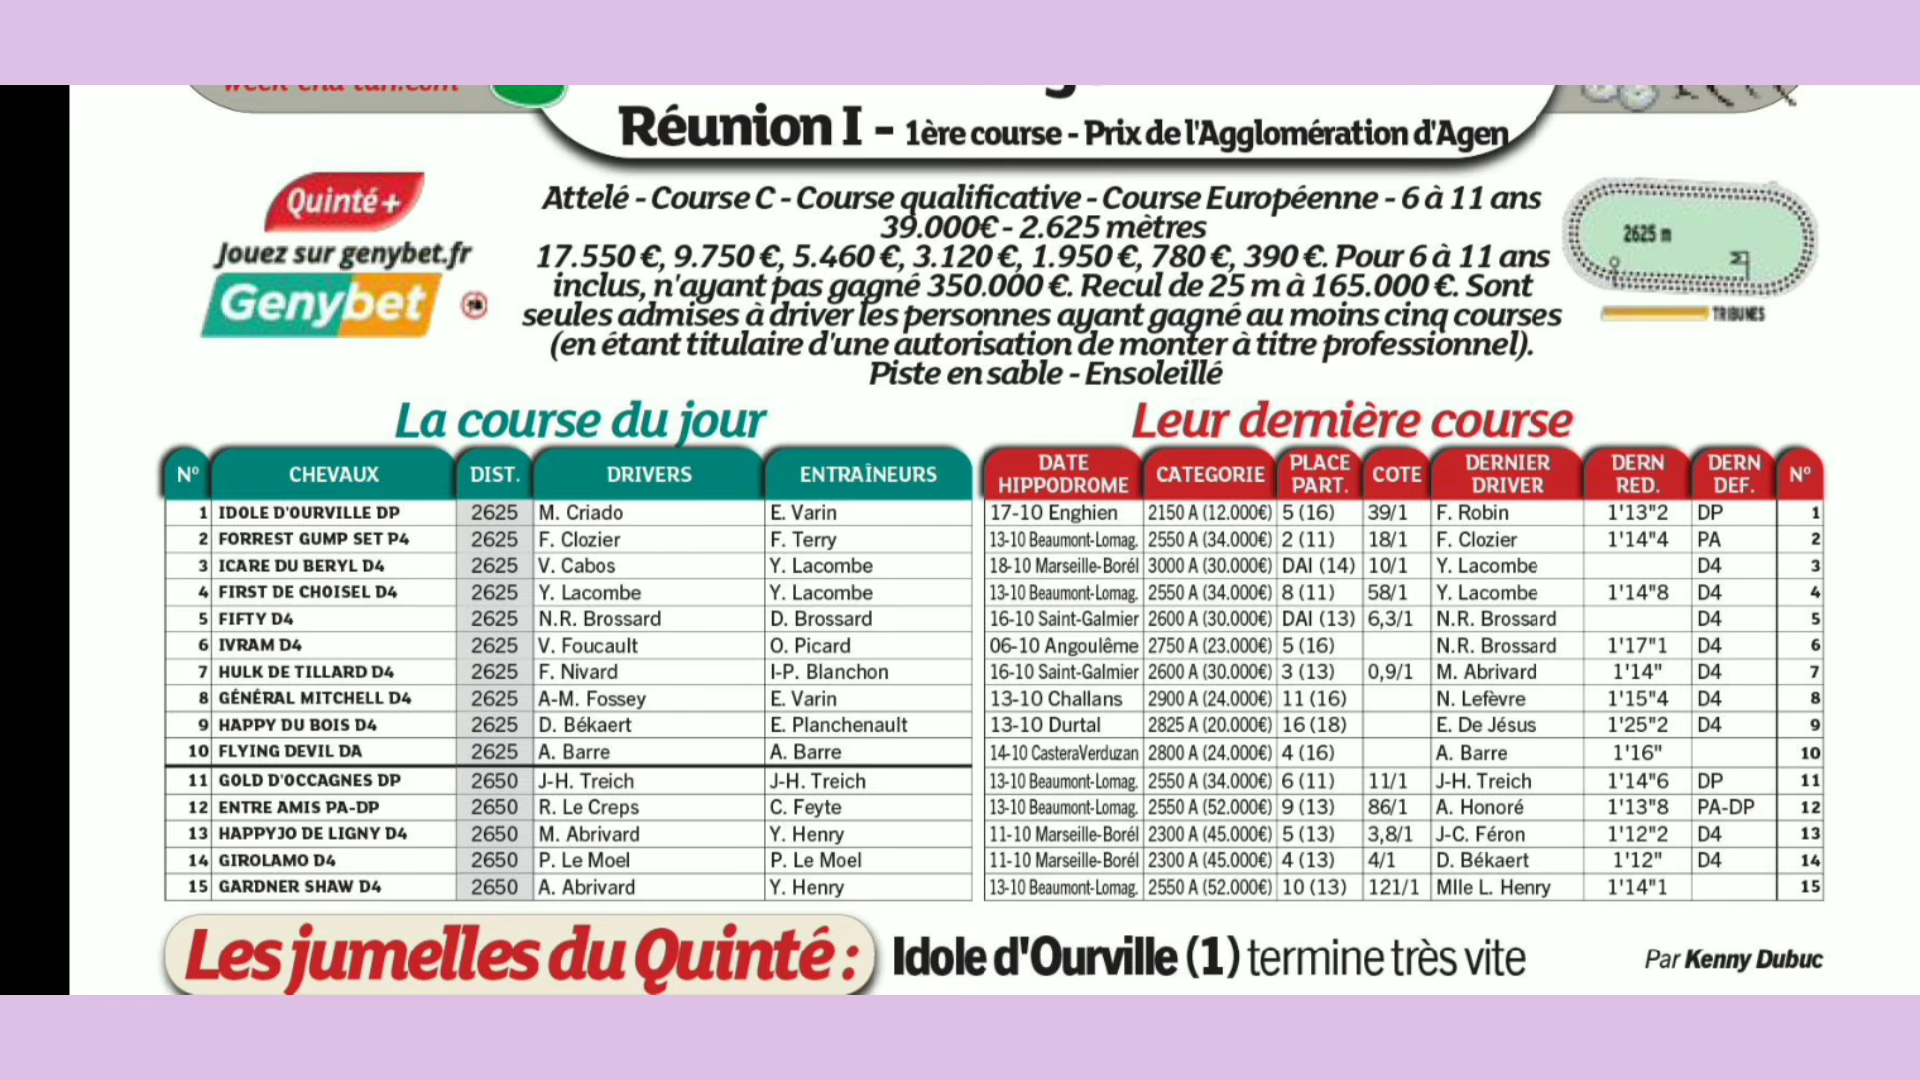 week-end-turf.com
Réunion I - 1ère course - Prix de l'Agglomération d'Agen
Quinté+
Jouez sur genybet.fr
Genybet
Attelé - Course C - Course qualificative - Course Européenne - 6 à 11 ans
39.000€ - 2.625 mètres
17.550 €, 9.750 €, 5.460 €, 3.120 €, 1.950 €, 780 €, 390 €. Pour 6 à 11 ans
inclus, n'ayant pas gagné 350.000 €. Recul de 25 m à 165.000 €. Sont
seules admises à driver les personnes ayant gagné au moins cinq courses
(en étant titulaire d'une autorisation de monter à titre professionnel).
Piste en sable - Ensoleillé
2625 m
TRIBUNES
La course du jour
Leur dernière course
N° CHEVAUX DIST. DRIVERS ENTRAÎNEURS DATE HIPPODROME CATEGORIE PLACE PART. COTE DERNIER DRIVER DERN RED. DERN DEF. N°
1 IDOLE D'OURVILLE DP 2625 M. Criado E. Varin 17-10 Enghien 2150 A (12.000€) 5 (16) 39/1 F. Robin 1'13"2 DP 1
2 FORREST GUMP SET P4 2625 F. Clozier F. Terry 13-10 Beaumont-Lomag. 2550 A (34.000€) 2 (11) 18/1 F. Clozier 1'14"4 PA 2
3 ICARE DU BERYL D4 2625 V. Cabos Y. Lacombe 18-10 Marseille-Borél 3000 A (30.000€) DAI (14) 10/1 Y. Lacombe D4 3
4 FIRST DE CHOISEL D4 2625 Y. Lacombe Y. Lacombe 13-10 Beaumont-Lomag. 2550 A (34.000€) 8 (11) 58/1 Y. Lacombe 1'14"8 D4 4
5 FIFTY D4 2625 N.R. Brossard D. Brossard 16-10 Saint-Galmier 2600 A (30.000€) DAI (13) 6,3/1 N.R. Brossard D4 5
6 IVRAM D4 2625 V. Foucault O. Picard 06-10 Angoulême 2750 A (23.000€) 5 (16) N.R. Brossard 1'17"1 D4 6
7 HULK DE TILLARD D4 2625 F. Nivard I-P. Blanchon 16-10 Saint-Galmier 2600 A (30.000€) 3 (13) 0,9/1 M. Abrivard 1'14" D4 7
8 GÉNÉRAL MITCHELL D4 2625 A-M. Fossey E. Varin 13-10 Challans 2900 A (24.000€) 11 (16) N. Lefèvre 1'15"4 D4 8
9 HAPPY DU BOIS D4 2625 D. Békaert E. Planchenault 13-10 Durtal 2825 A (20.000€) 16 (18) E. De Jésus 1'25"2 D4 9
10 FLYING DEVIL DA 2625 A. Barre A. Barre 14-10 CasteraVerduzan 2800 A (24.000€) 4 (16) A. Barre 1'16" 10
11 GOLD D'OCCAGNES DP 2650 J-H. Treich J-H. Treich 13-10 Beaumont-Lomag. 2550 A (34.000€) 6 (11) 11/1 J-H. Treich 1'14"6 DP 11
12 ENTRE AMIS PA-DP 2650 R. Le Creps C. Feyte 13-10 Beaumont-Lomag. 2550 A (52.000€) 9 (13) 86/1 A. Honoré 1'13"8 PA-DP 12
13 HAPPYJO DE LIGNY D4 2650 M. Abrivard Y. Henry 11-10 Marseille-Borél 2300 A (45.000€) 5 (13) 3,8/1 J-C. Féron 1'12"2 D4 13
14 GIROLAMO D4 2650 P. Le Moel P. Le Moel 11-10 Marseille-Borél 2300 A (45.000€) 4 (13) 4/1 D. Békaert 1'12" D4 14
15 GARDNER SHAW D4 2650 A. Abrivard Y. Henry 13-10 Beaumont-Lomag. 2550 A (52.000€) 10 (13) 121/1 Mlle L. Henry 1'14"1 15
Les jumelles du Quinté : Idole d'Ourville (1) termine très vite
Par Kenny Dubuc